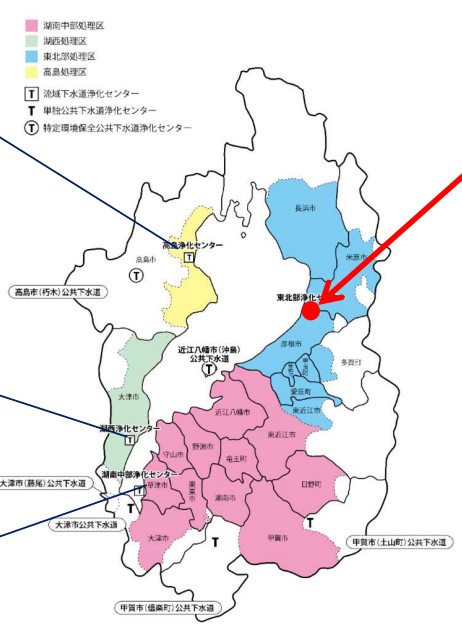 湖南中部処理区
湖西処理区
東北部処理区
高島処理区
T 流域下水道浄化センター
T 単独公共下水道浄化センター
T 特定環境保全公共下水道浄化センター
長浜市
米原市
高島浄化センター
T
高島市
T
高島市(朽木)公共下水道
東北部浄化セ
彦根市
多賀町
近江八幡市(沖島)
公共下水道
T
甲良町
愛荘町
東近江市
大津市
近江八幡市
東近江市
湖西浄化センター
T
守山市
野洲市
竜王町
湖南中部浄化センター
T
草津市
栗東市
湖南市
日野町
大津市(藤尾)公共下水道
T
大津市公共下水道
大津市
T
甲賀市
T
甲賀市(土山町)公共下水道
甲賀市(信楽町)公共下水道